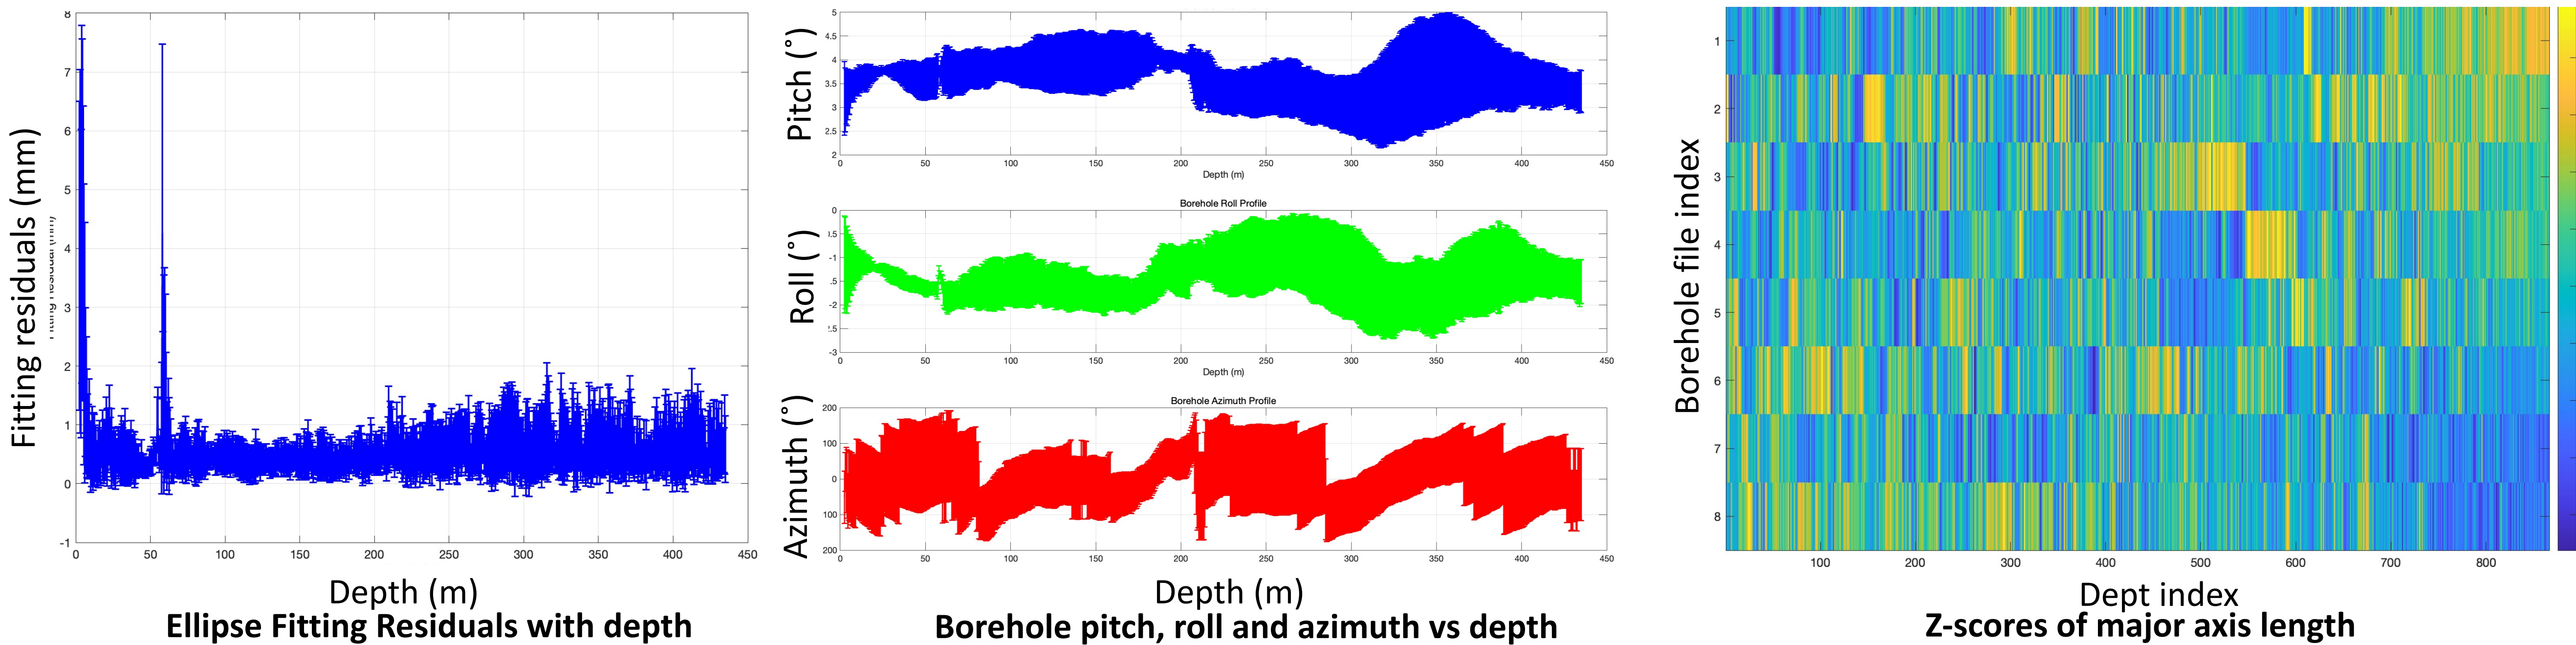 Fitting residuals (mm)
8
7
6
5
4
3
2
1
0
-1
0 50 100 150 200 250 300 350 400 450
Depth (m)
Ellipse Fitting Residuals with depth
Pitch (°)
5
4.5
4
3.5
3
2.5
2
0 50 100 150 200 250 300 350 400 450
Depth (m)
Borehole Roll Profile
Roll (°)
0
.5
-1
.5
-2
.5
-3
0 50 100 150 200 250 300 350 400 450
Depth (m)
Borehole Azimuth Profile
Azimuth (°)
200
100
0
100
200
0 50 100 150 200 250 300 350 400 450
Depth (m)
Borehole pitch, roll and azimuth vs depth
Borehole file index
1
2
3
4
5
6
7
8
100 200 300 400 500 600 700 800
Dept index
Z-scores of major axis length